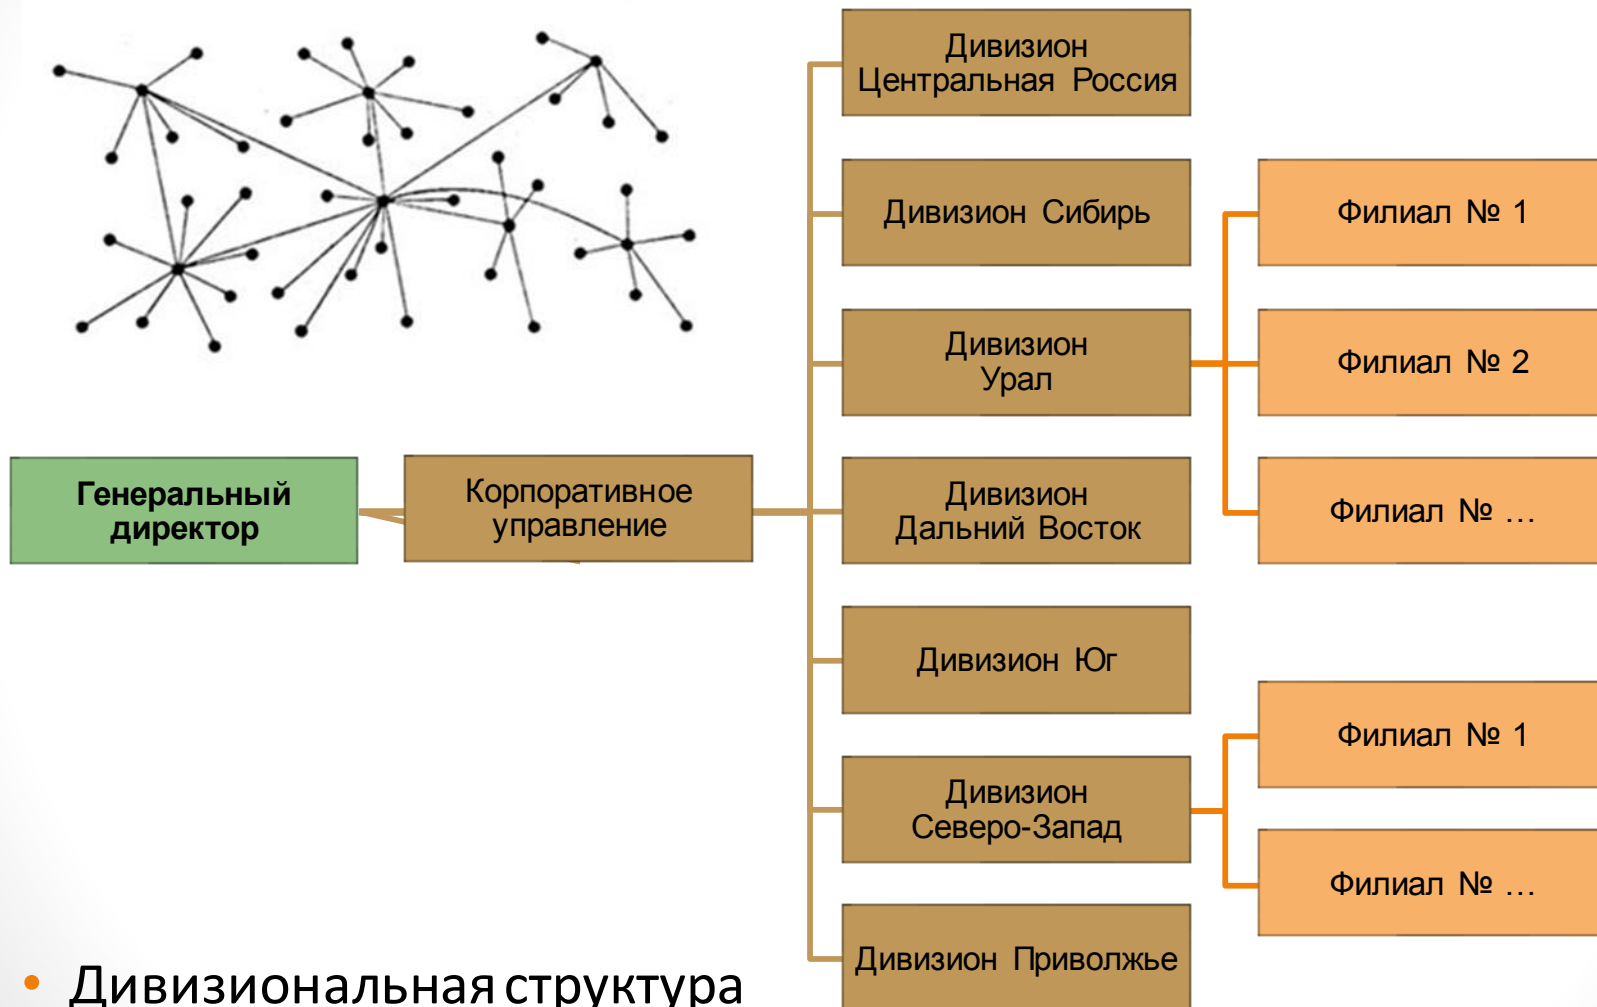 Дивизион
Центральная Россия
Дивизион Сибирь
Филиал № 1
Дивизион
Урал
Филиал № 2
Генеральный
директор
Корпоративное
управление
Дивизион
Дальний Восток
Филиал № ...
Дивизион Юг
Филиал № 1
Дивизион
Северо-Запад
Филиал № ...
Дивизион Приволжье
• Дивизиональная структура